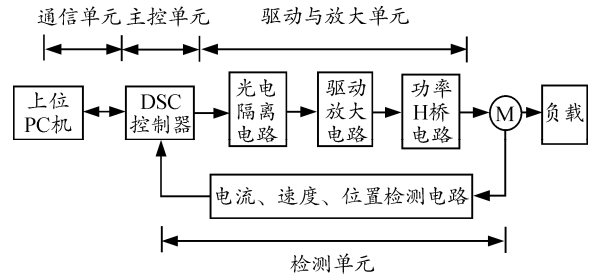 通信单元 主控单元 驱动与放大单元
上位
PC机
DSC
控制器
光电
隔离
电路
驱动
放大
电路
功率
H桥
电路
M
负载
电流、速度、位置检测电路
检测单元